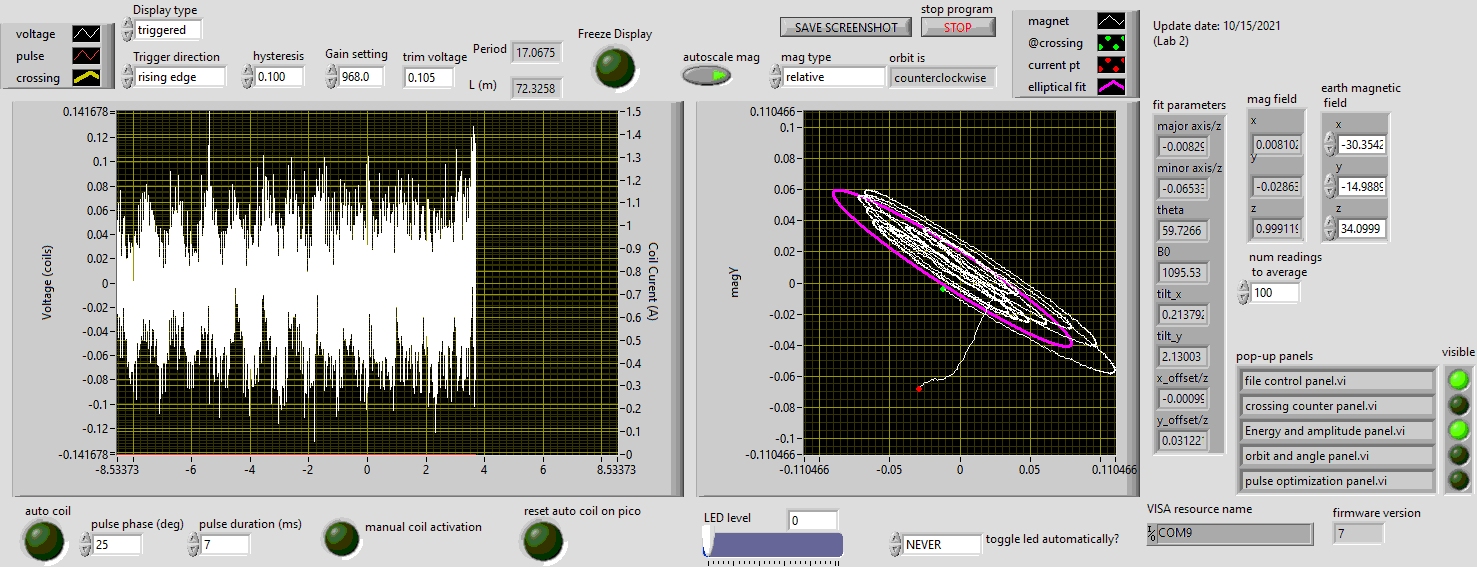 voltage
pulse
crossing
Display type
triggered
Trigger direction
rising edge
hysteresis
0.100
Gain setting
968.0
trim voltage
0.105
Period
17.0675
L (m)
72.3258
Freeze Display
SAVE SCREENSHOT
stop program
STOP
autoscale mag
mag type
relative
orbit is
counterclockwise
magnet
@crossing
current pt
elliptical fit
Update date: 10/15/2021
(Lab 2)
Voltage (coils)
0.141678
0.12
0.1
0.08
0.06
0.04
0.02
0
-0.02
-0.04
-0.06
-0.08
-0.1
-0.12
-0.141678
-8.53373
-6
-4
-2
0
2
4
6
8.53373
1.5
1.4
1.3
1.2
1.1
1
0.9
0.8
0.7
0.6
0.5
0.4
0.3
0.2
0.1
0
Coil Curent (A)
magY
0.110466
0.1
0.08
0.06
0.04
0.02
0
-0.02
-0.04
-0.06
-0.08
-0.1
-0.110466
-0.110466
-0.05
0
0.05
0.110466
fit parameters
major axis/z
-0.00829
minor axis/z
-0.06533
theta
59.7266
B0
1095.53
tilt_x
0.213792
tilt_y
2.13003
x_offset/z
-0.00099
y_offset/z
0.03122
mag field
x
0.008102
y
-0.02863
z
0.999119
earth magnetic
field
x
-30.3542
y
-14.9889
z
34.0999
num readings
to average
100
pop-up panels
visible
file control panel.vi
crossing counter panel.vi
Energy and amplitude panel.vi
orbit and angle panel.vi
pulse optimization panel.vi
auto coil
pulse phase (deg)
25
pulse duration (ms)
7
manual coil activation
reset auto coil on pico
LED level
0
NEVER
toggle led automatically?
VISA resource name
COM9
firmware version
7